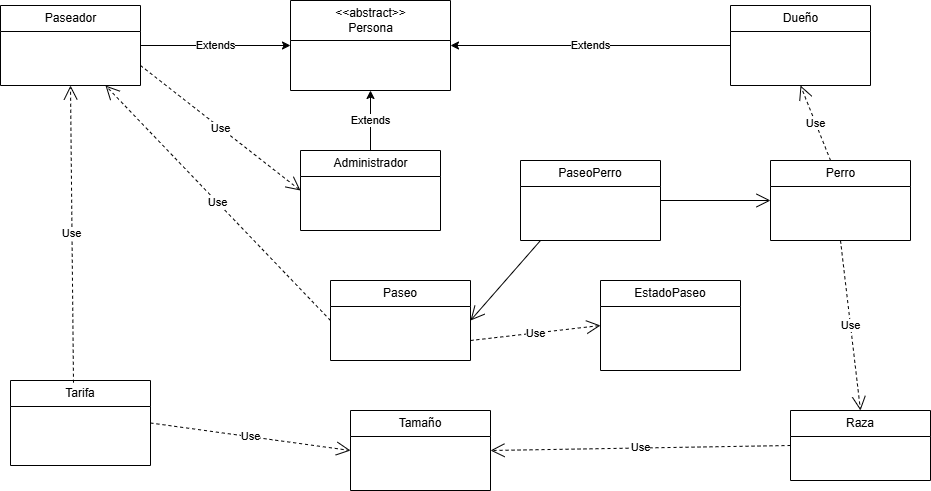 Paseador
<<abstract>>
Persona
Dueño
Extends
Extends
Extends
Use
Use
Administrador
PaseoPerro
Perro
Use
Use
Paseo
EstadoPaseo
Use
Use
Use
Tarifa
Tamaño
Raza
Use
Use